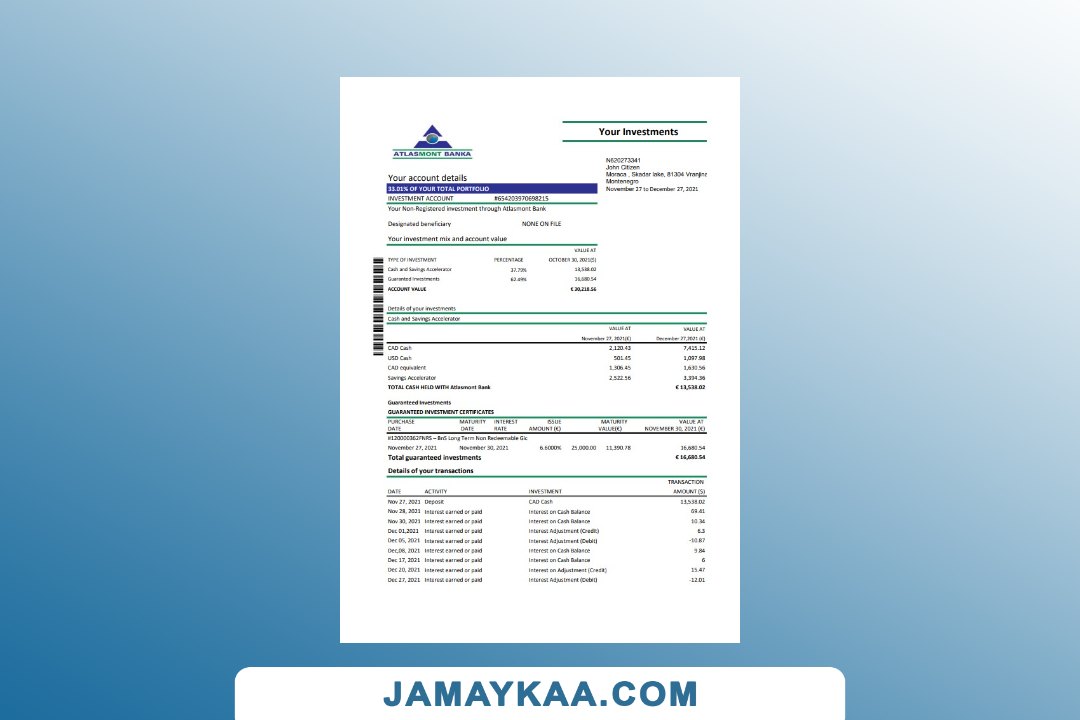 ATLASMONT BANKA
Your Investments
N620273341
John Citizen
Moraca , Skadar lake, 81304 Vranjinc
Montenegro
November 27 to December 27, 2021
Your account details
33.01% OF YOUR TOTAL PORTFOLIO
INVESTMENT ACCOUNT #654203970698215
Your Non-Registered investment through Atlasmont Bank
Designated beneficiary NONE ON FILE
Your investment mix and account value
VALUE AT
TYPE OF INVESTMENT PERCENTAGE OCTOBER 30, 2021($)
Cash and Savings Accelerator 37.79% 13,538.02
Guaranted Investments 62.49% 16,680.54
ACCOUNT VALUE € 30,218.56
Details of your investments
Cash and Savings Accelerator
VALUE AT VALUE AT
November 27, 2021(€) December 27,2021 (€)
CAD Cash 2,120.43 7,415.12
USD Cash 501.45 1,097.98
CAD equivalent 1,306.45 1,630.56
Savings Accelerator 2,522.56 3,394.36
TOTAL CASH HELD WITH Atlasmont Bank € 13,538.02
Guaranteed Investments
GUARANTEED INVESTMENT CERTIFICATES
PURCHASE MATURITY INTEREST ISSUE MATURITY VALUE AT
DATE DATE RATE AMOUNT (€) VALUE(€) NOVEMBER 30, 2021 (€)
#120000362FNRS – BnS Long Term Non Redeemable Gic
November 27, 2021 November 30, 2021 6.6000% 25,000.00 11,390.78 16,680.54
Total guaranteed investments € 16,680.54
Details of your transactions
TRANSACTION
DATE ACTIVITY INVESTMENT AMOUNT ($)
Nov 27, 2021 Deposit CAD Cash 13,538.02
Nov 28, 2021 Interest earned or paid Interest on Cash Balance 69.41
Nov 30, 2021 Interest earned or paid Interest on Cash Balance 10.34
Dec 01,2021 Interest earned or paid Interest Adjustment (Credit) 6.3
Dec 05, 2021 Interest earned or paid Interest Adjustment (Debit) -10.87
Dec,08, 2021 Interest earned or paid Interest on Cash Balance 9.84
Dec 17, 2021 Interest earned or paid Interest on Cash Balance 6
Dec 20, 2021 Interest earned or paid Interest on Adjustment (Credit) 15.47
Dec 27, 2021 Interest earned or paid Interest Adjustment (Debit) -12.01
JAMAYKAA.COM